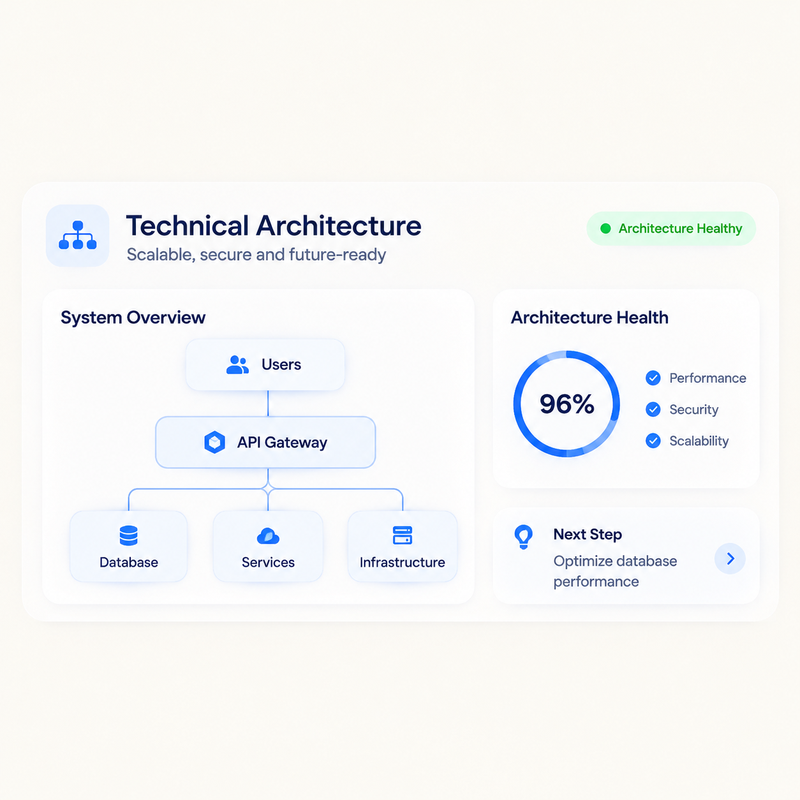 Technical Architecture
Scalable, secure and future-ready
Architecture Healthy
System Overview
Users
API Gateway
Database
Services
Infrastructure
Architecture Health
96%
Performance
Security
Scalability
Next Step
Optimize database
performance